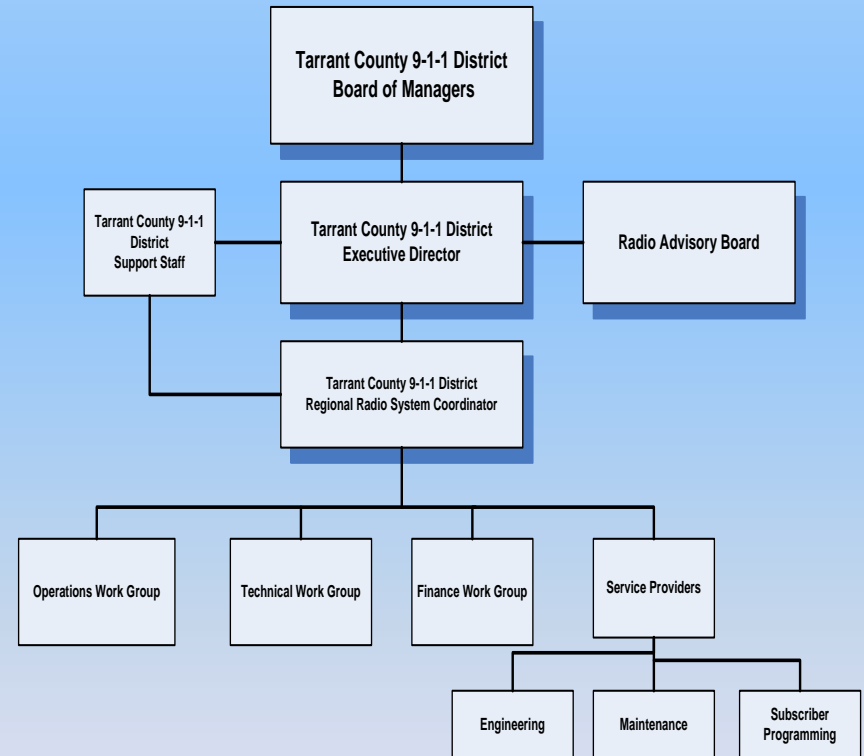 Tarrant County 9-1-1 District
Board of Managers
Tarrant County 9-1-1
District
Support Staff
Tarrant County 9-1-1 District
Executive Director
Radio Advisory Board
Tarrant County 9-1-1 District
Regional Radio System Coordinator
Operations Work Group
Technical Work Group
Finance Work Group
Service Providers
Engineering
Maintenance
Subscriber
Programming